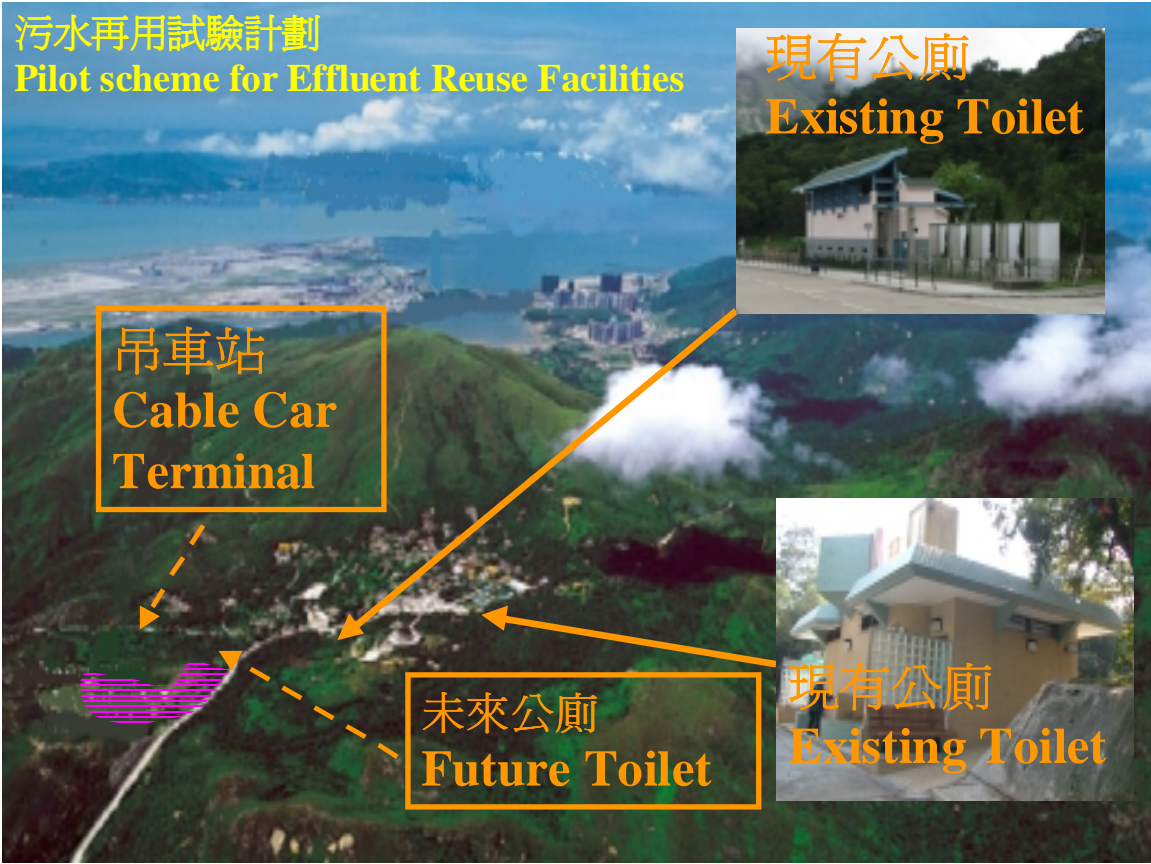 污水再用試驗計劃
Pilot scheme for Effluent Reuse Facilities
現有公廁
Existing Toilet
吊車站
Cable Car
Terminal
未來公廁
Future Toilet
現有公廁
Existing Toilet